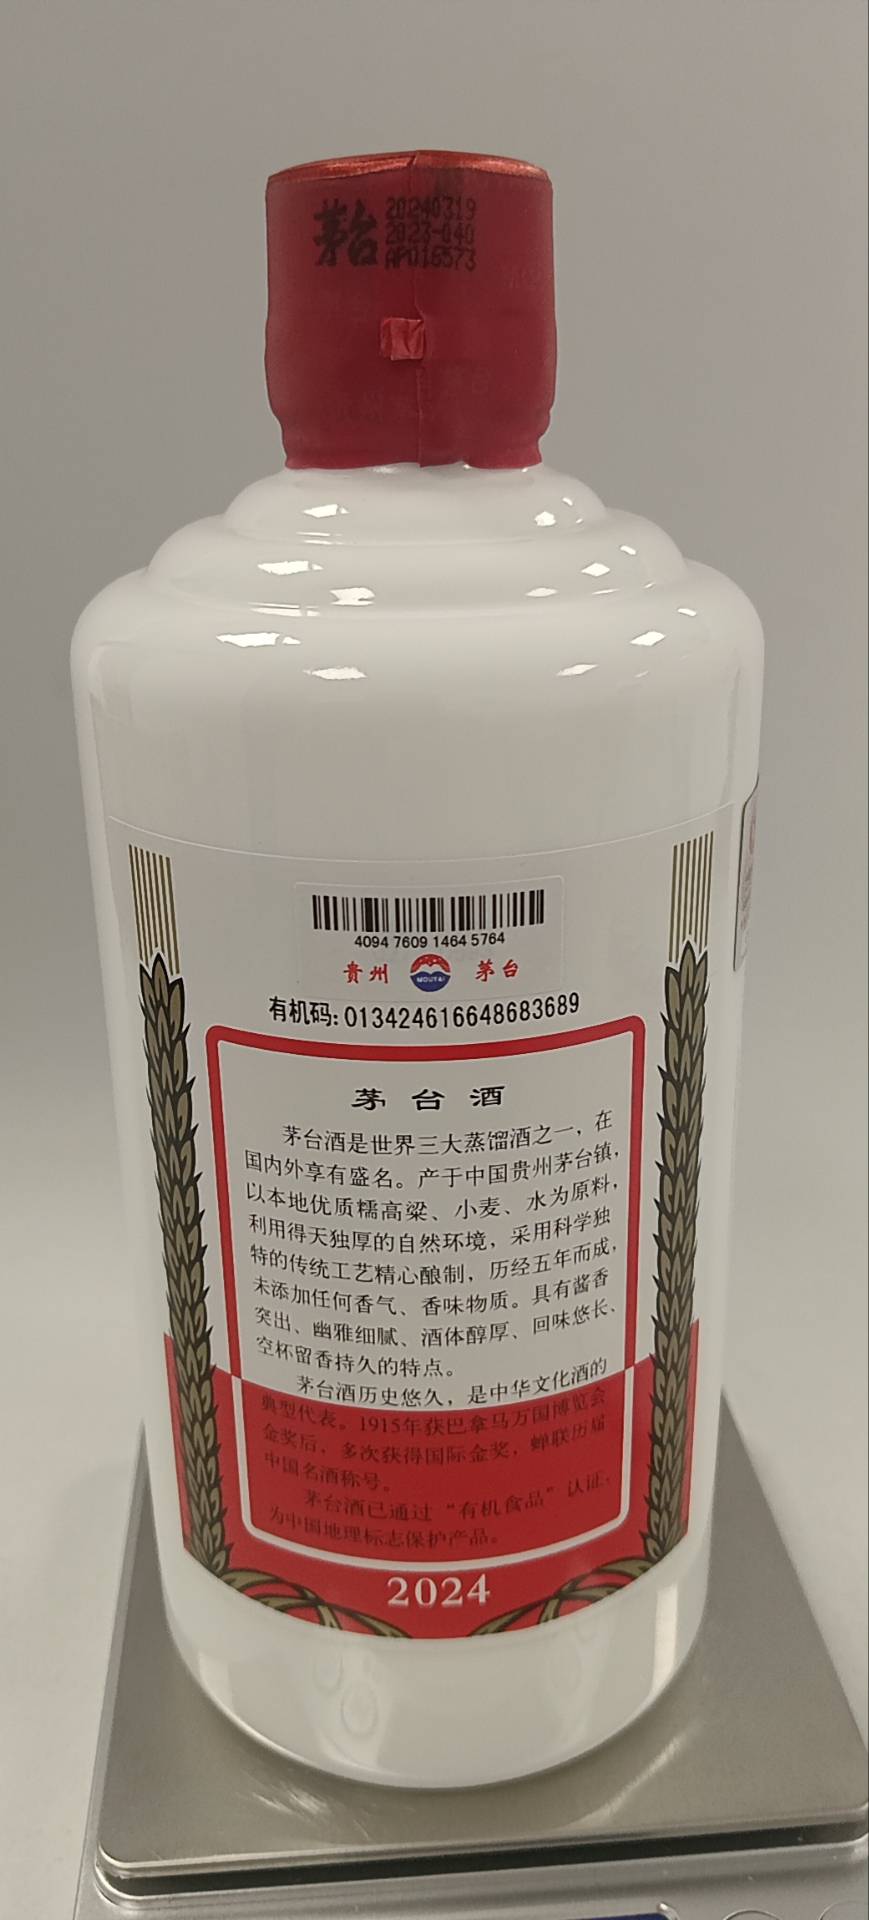 茅台
20240319
2023-040
AP016573
4094 7609 1464 5764
贵州 MOUTAI 茅台
有机码:013424616648683689
茅台酒
茅台酒是世界三大蒸馏酒之一，在
国内外享有盛名。产于中国贵州茅台镇，
以本地优质糯高粱、小麦、水为原料，
利用得天独厚的自然环境，采用科学独
特的传统工艺精心酿制，历经五年而成，
未添加任何香气、香味物质。具有酱香
突出、幽雅细腻、酒体醇厚、回味悠长、
空杯留香持久的特点。
茅台酒历史悠久，是中华文化酒的
典型代表。1915年获巴拿马万国博览会
金奖后，多次获得国际金奖，蝉联历届
中国名酒称号。
茅台酒已通过“有机食品”认证，
为中国地理标志保护产品。
2024